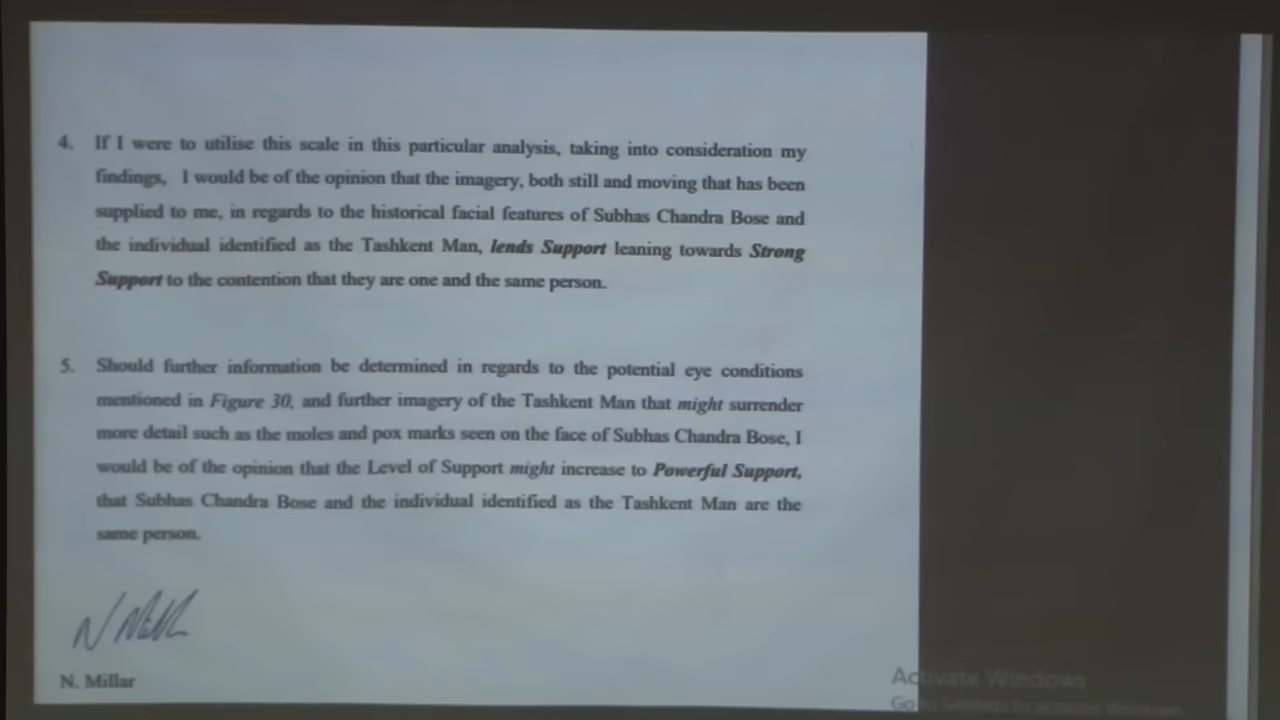 4. If I were to utilise this scale in this particular analysis, taking into consideration my
findings, I would be of the opinion that the imagery, both still and moving that has been
supplied to me, in regards to the historical facial features of Subhas Chandra Bose and
the individual identified as the Tashkent Man, lends Support leaning towards Strong
Support to the contention that they are one and the same person.
5. Should further information be determined in regards to the potential eye conditions
mentioned in Figure 30, and further imagery of the Tashkent Man that might surrender
more detail such as the moles and pox marks seen on the face of Subhas Chandra Bose, I
would be of the opinion that the Level of Support might increase to Powerful Support,
that Subhas Chandra Bose and the individual identified as the Tashkent Man are the
same person.
N. Millar
Activate Windows
Go to Settings to activate Windows.